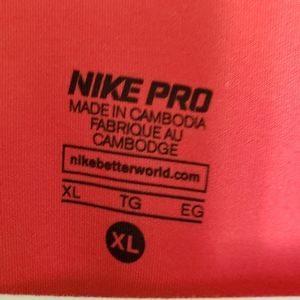 NIKE PRO
MADE IN CAMBODIA
FABRIQUE AU
CAMBODGE
nikebetterworld.com
XL TG EG
XL